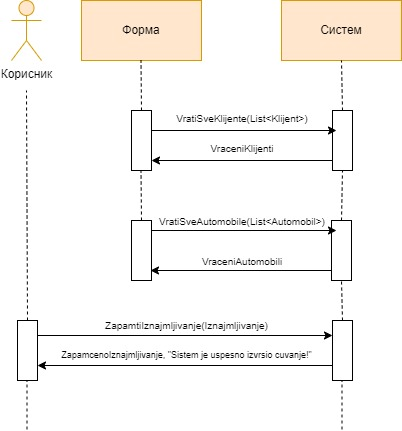 Корисник
Форма
Систем
VratiSveKlijente(List<Klijent>)
VraceniKlijenti
VratiSveAutomobile(List<Automobil>)
VraceniAutomobili
ZapamtiIznajmljivanje(Iznajmljivanje)
ZapamcenoIznajmljivanje, "Sistem je uspesno izvrsio cuvanje!"